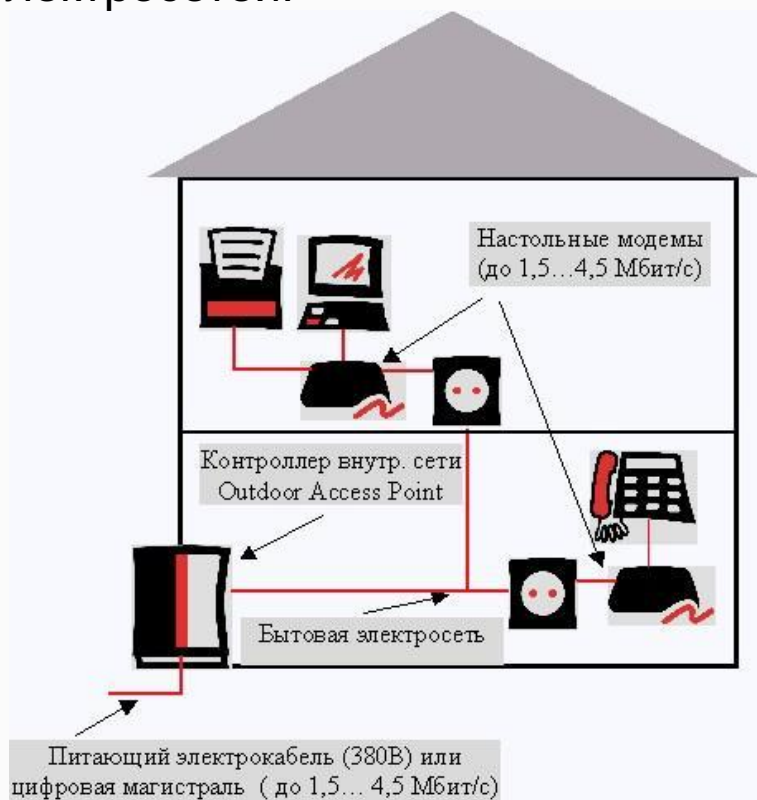 Настольные модемы
(до 1,5…4,5 Мбит/с)
Контроллер внутр. сети
Outdoor Access Point
Бытовая электросеть
Питающий электрокабель (380В) или
цифровая магистраль ( до 1,5… 4,5 Мбит/с)